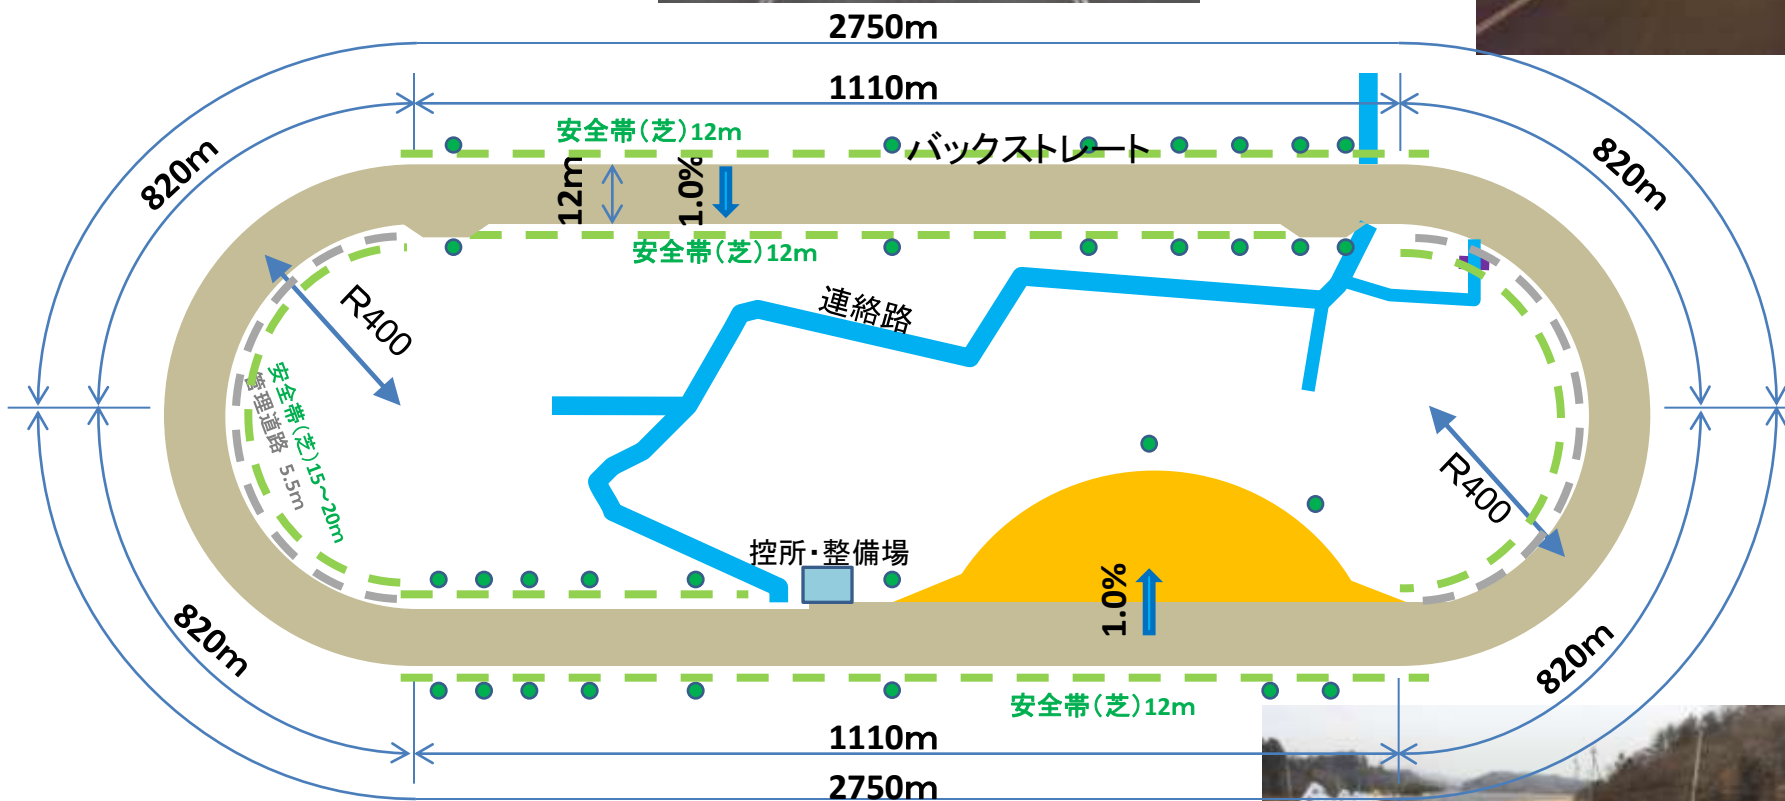 2750m
1110m
安全帯(芝)12m
バックストレート
820m
820m
12m
1.0%
安全帯(芝)12m
連絡路
R400
安全帯(芝)15~20m
管理道路 5.5m
R400
控所・整備場
1.0%
820m
820m
安全帯(芝)12m
1110m
2750m